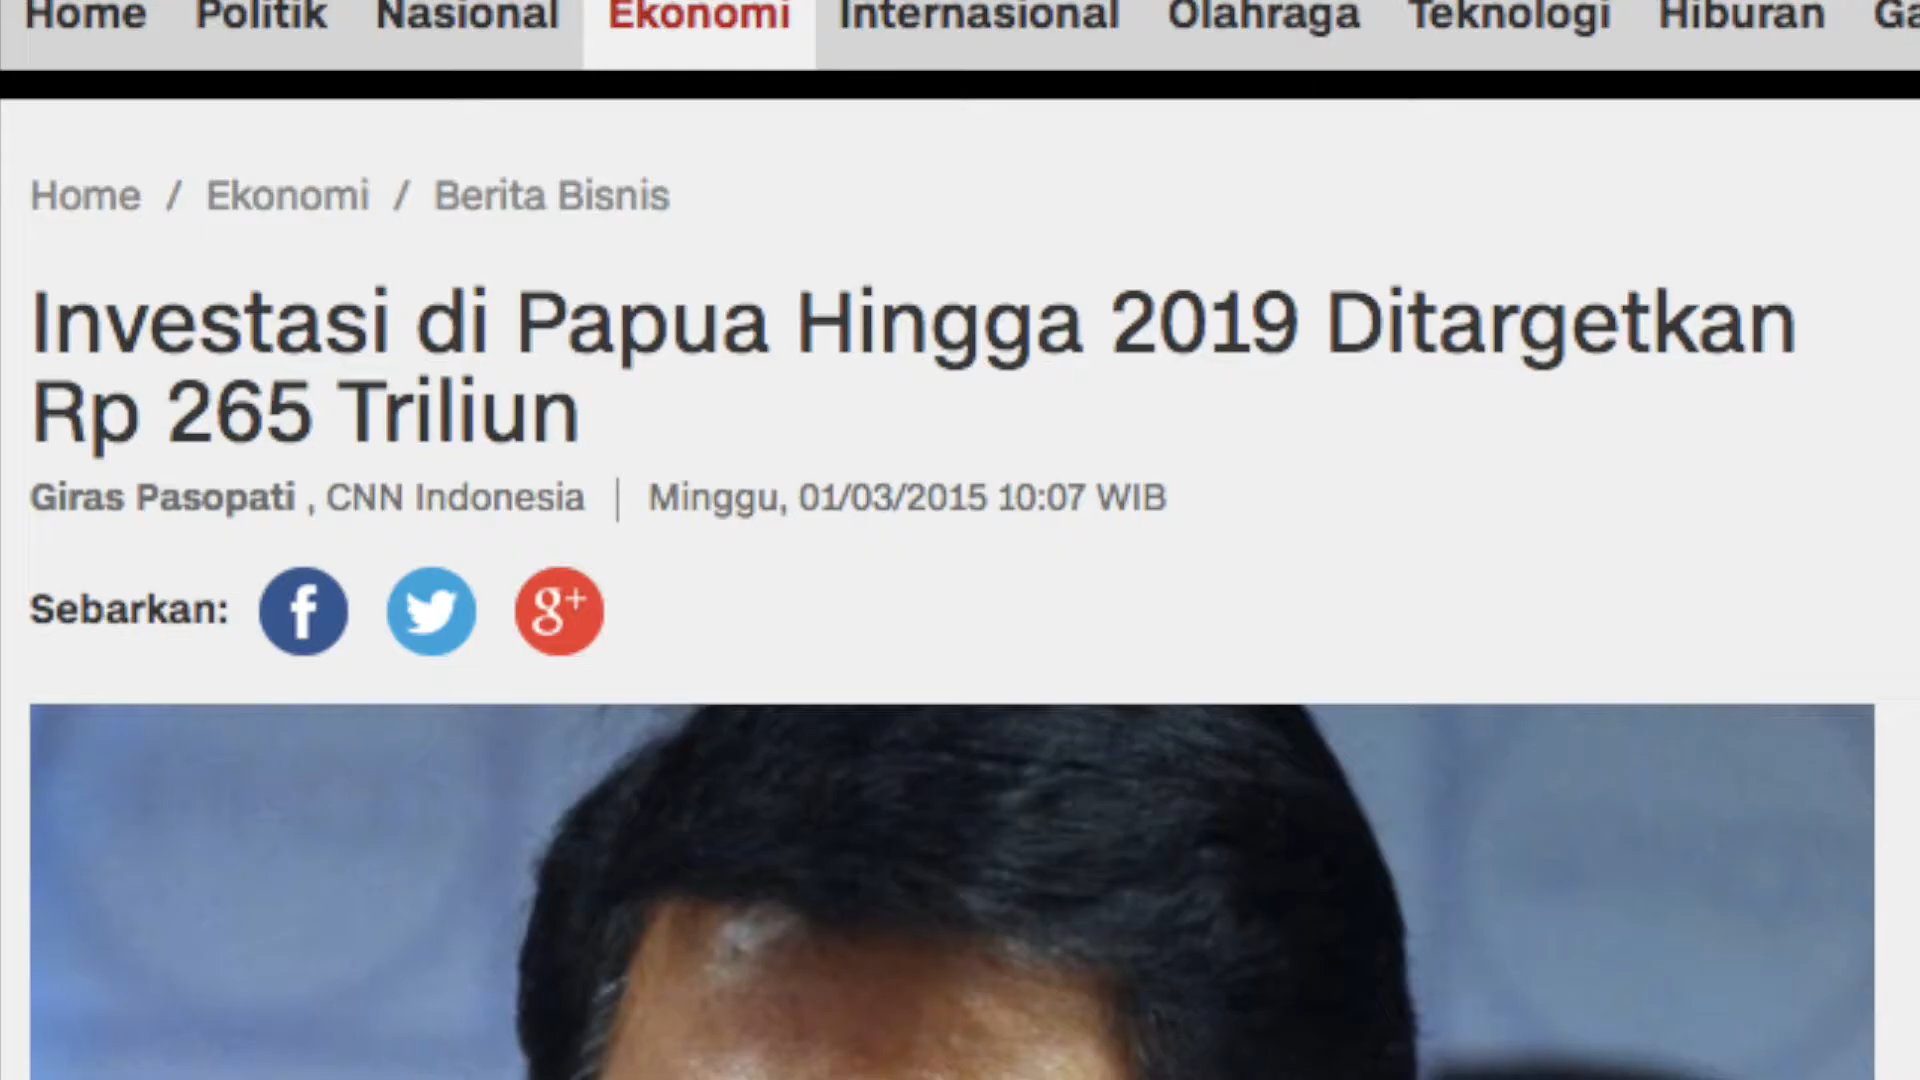 Home Politik Nasional Ekonomi Internasional Olahraga Teknologi Hiburan Ga
Home / Ekonomi / Berita Bisnis
Investasi di Papua Hingga 2019 Ditargetkan
Rp 265 Triliun
Giras Pasopati , CNN Indonesia | Minggu, 01/03/2015 10:07 WIB
Sebarkan: f g+